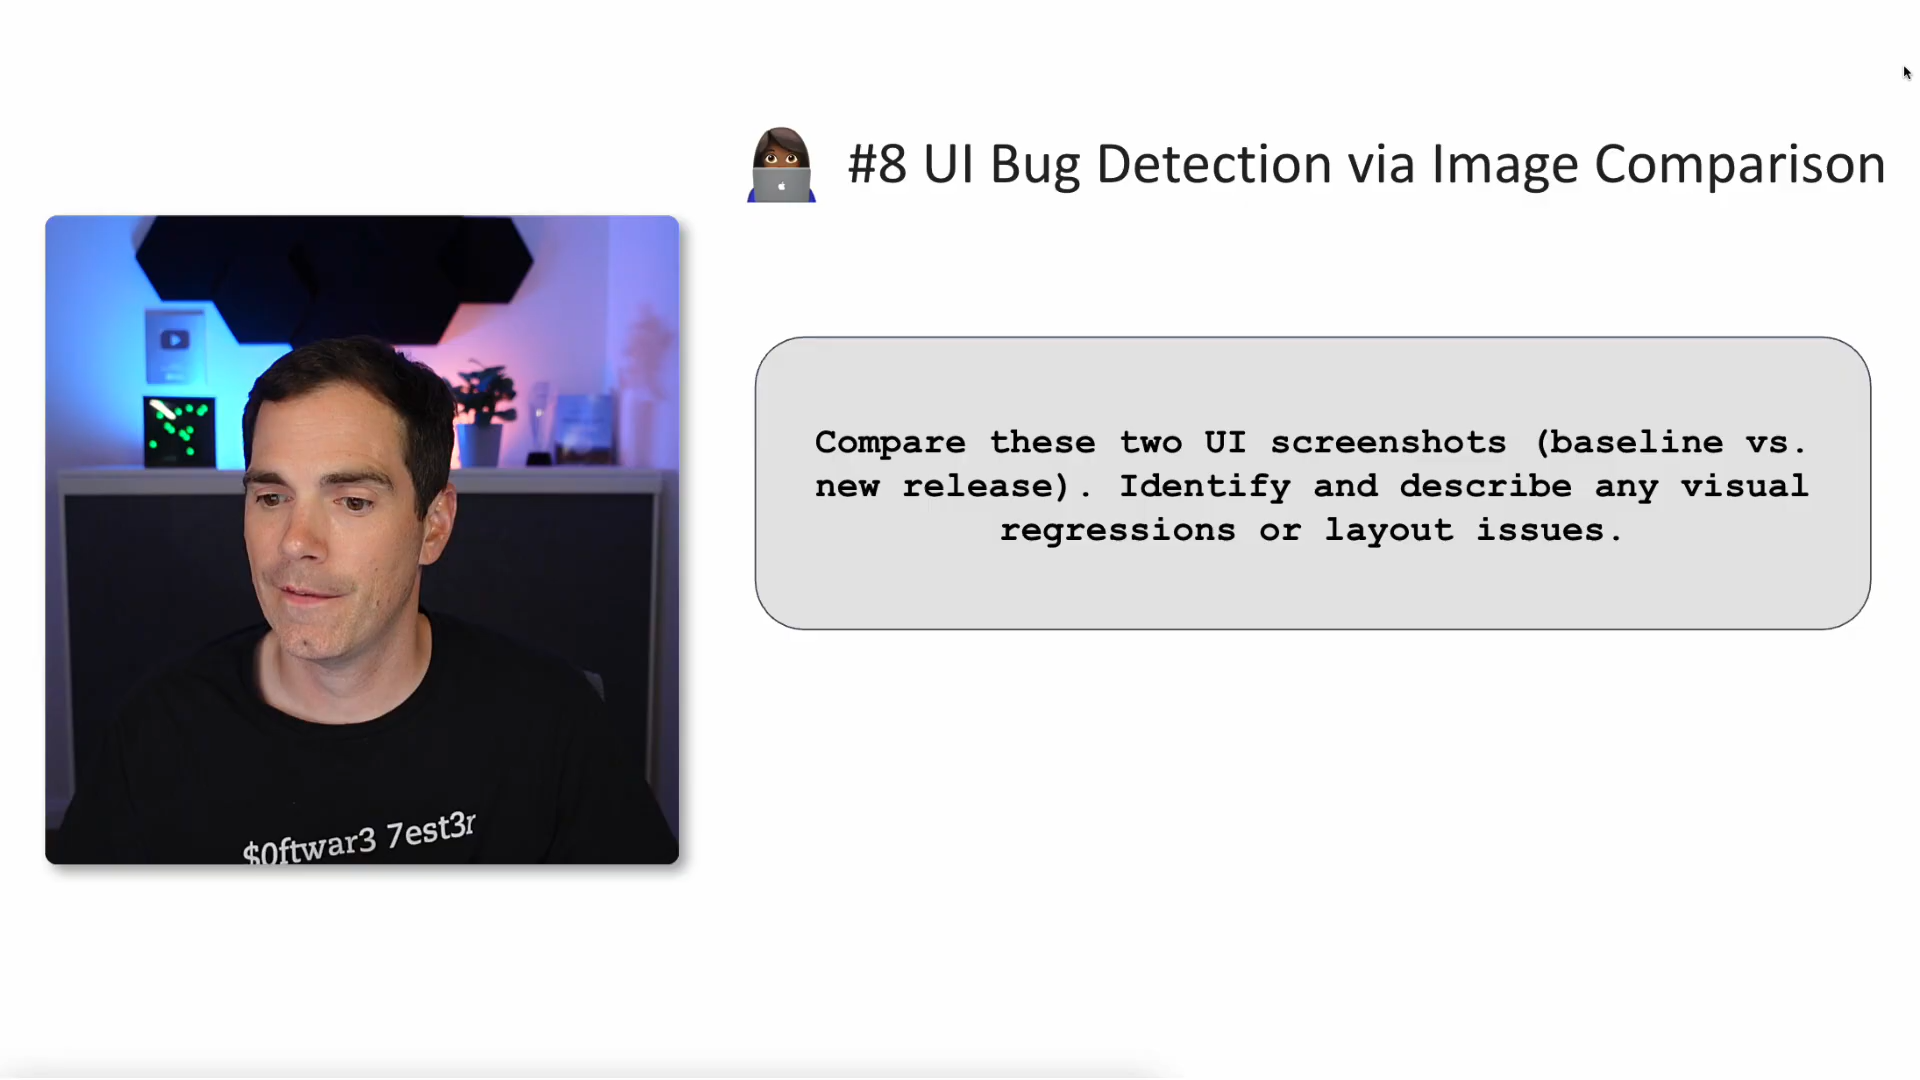 #8 UI Bug Detection via Image Comparison
Compare these two UI screenshots (baseline vs.
new release). Identify and describe any visual
regressions or layout issues.
$0ftwar3 7est3r